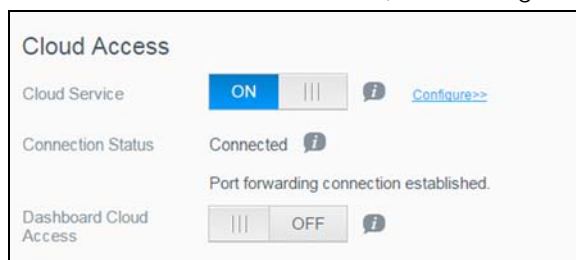 Cloud Access
Cloud Service ON Configure>>
Connection Status Connected
Port forwarding connection established.
Dashboard Cloud
Access OFF